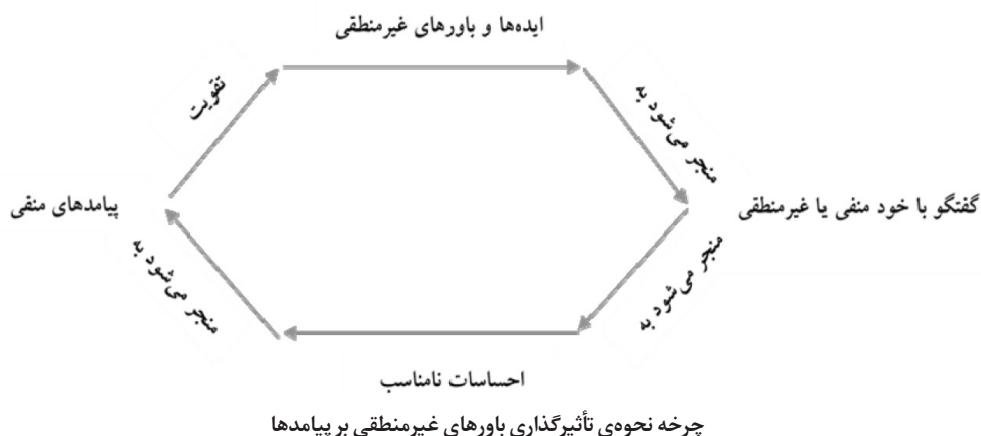 ایده‌ها و باورهای غیرمنطقی
تقویت
منجر می‌شود به
پیامدهای منفی
گفتگو با خود منفی یا غیرمنطقی
منجر می‌شود به
منجر می‌شود به
احساسات نامناسب
چرخه نحوه‌ی تأثیرگذاری باورهای غیرمنطقی بر پیامدها